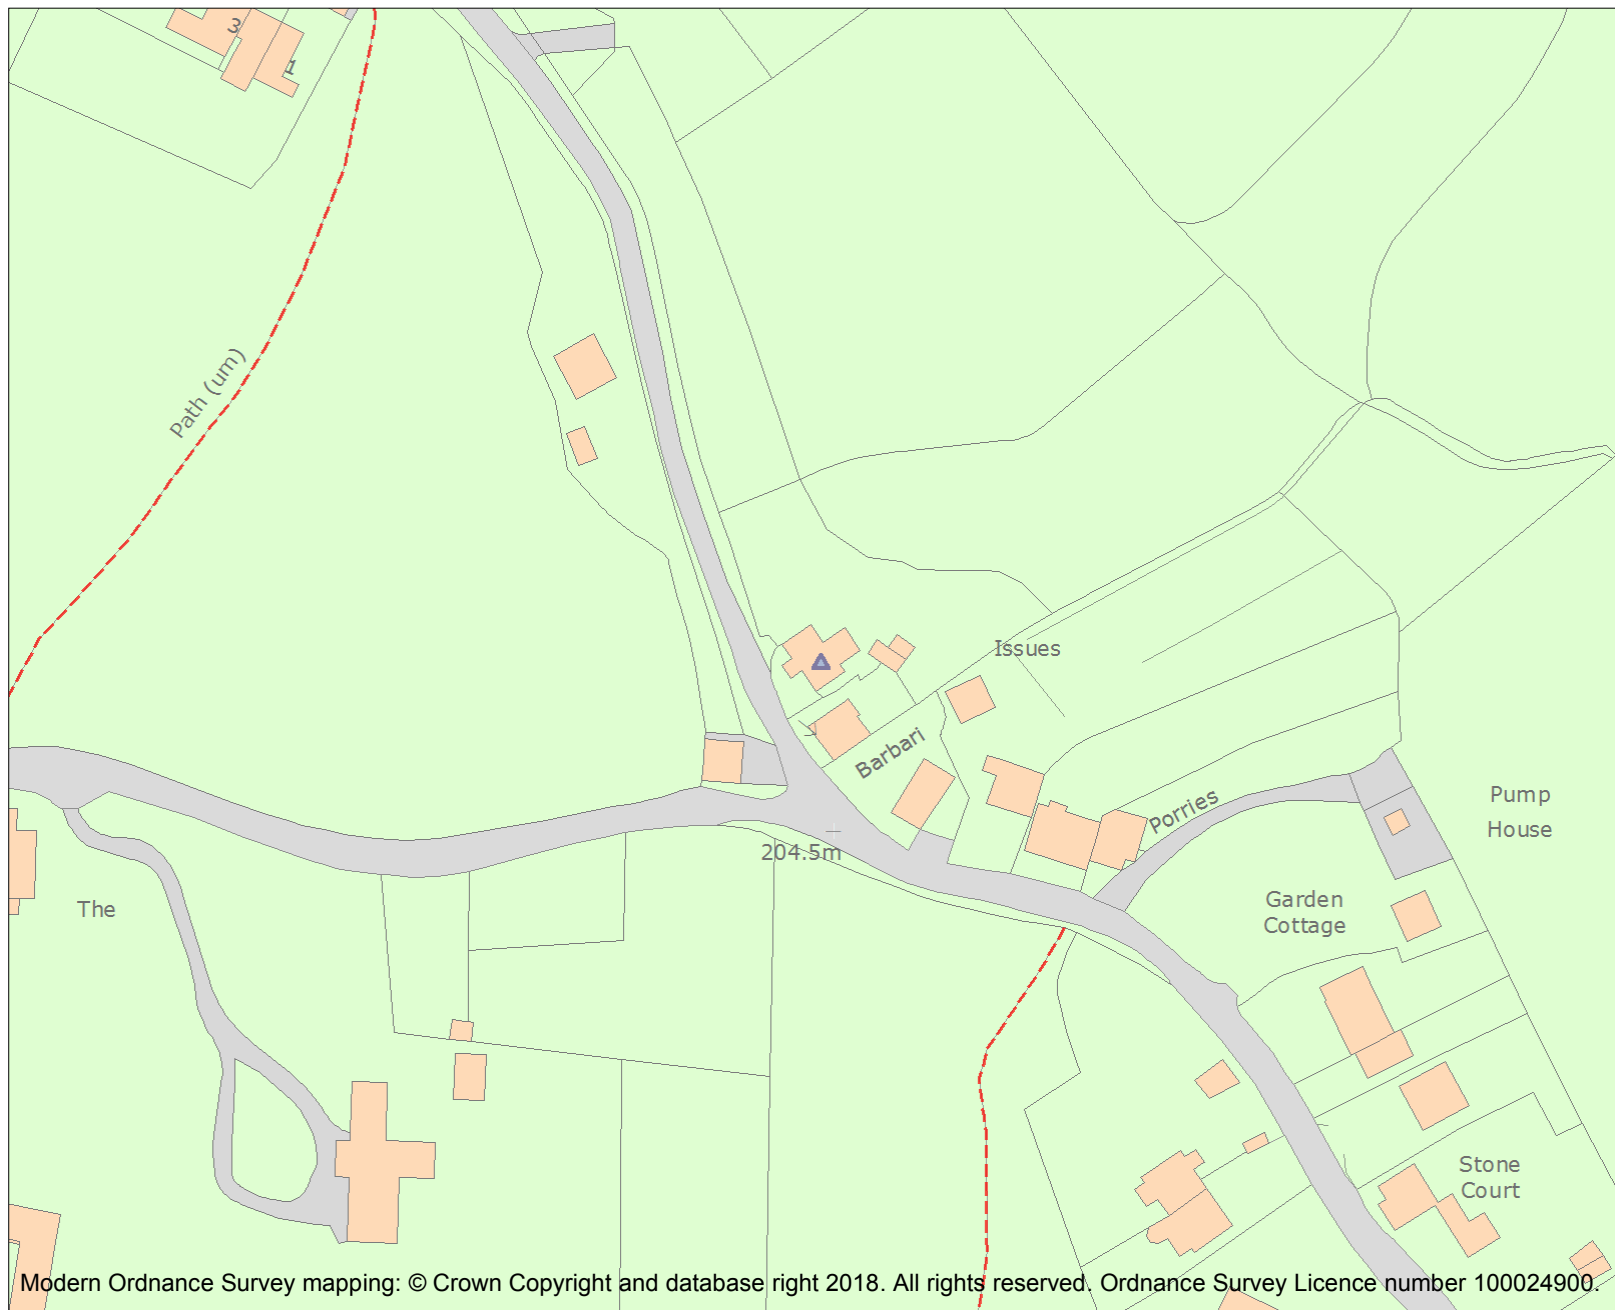 3
1
Path (um)
Issues
Barbari
Porries
Pump
House
204.5m
The
Garden
Cottage
Stone
Court
Modern Ordnance Survey mapping: © Crown Copyright and database right 2018. All rights reserved. Ordnance Survey Licence number 100024900.